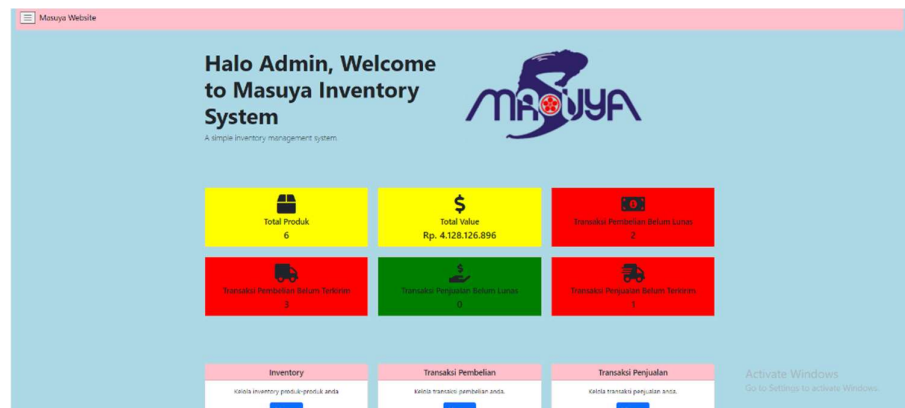 Masuya Website
Halo Admin, Welcome
to Masuya Inventory
System
A simple inventory management system
MASUYA
Total Produk
6
Total Value
Rp. 4.128.126.896
Transaksi Pembelian Belum Lunas
2
Transaksi Pembelian Belum Terkirim
3
Transaksi Penjualan Belum Lunas
0
Transaksi Penjualan Belum Terkirim
1
Inventory
Kelola inventory produk-produk anda
Transaksi Pembelian
Kelola transaksi pembelian anda.
Transaksi Penjualan
Kelola transaksi penjualan anda.
Activate Windows
Go to Settings to activate Windows.